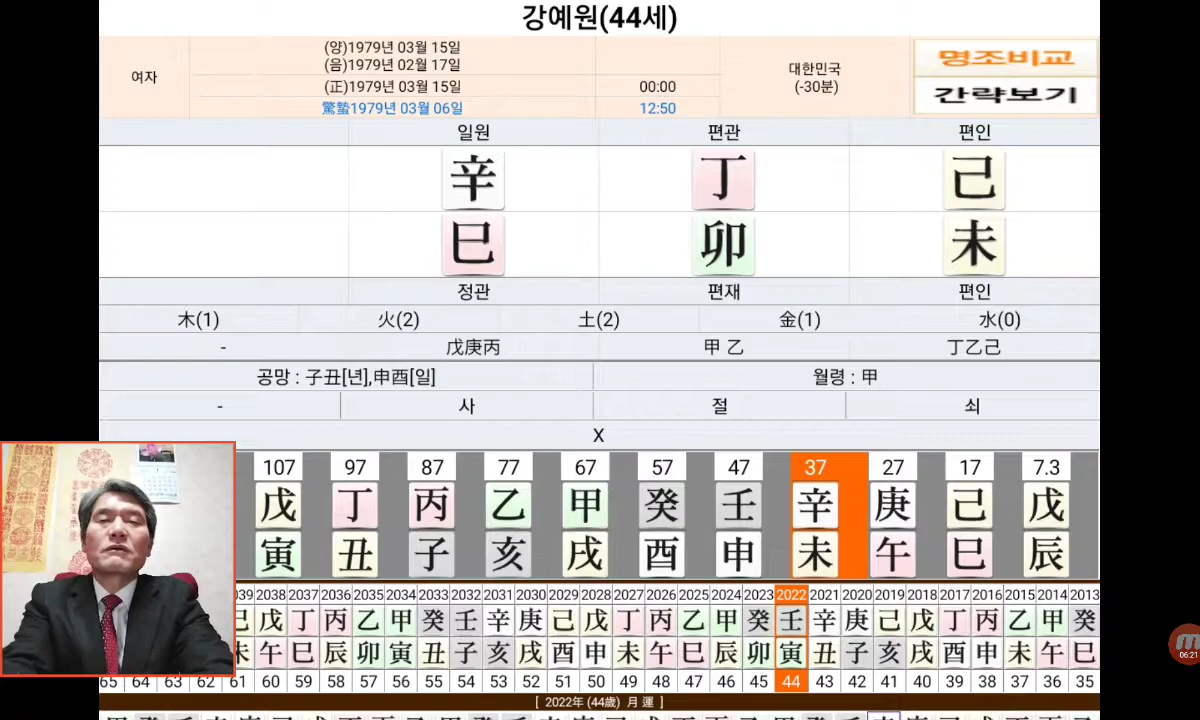 강예원(44세)
여자
(양)1979년 03월 15일
(음)1979년 02월 17일
(正)1979년 03월 15일 00:00
驚蟄1979년 03월 06일 12:50
대한민국
(-30분)
명조비교
간략보기
일원 편관 편인
辛 丁 己
巳 卯 未
정관 편재 편인
木(1) 火(2) 土(2) 金(1) 水(0)
- 戊庚丙 甲 乙 丁乙己
공망 : 子丑[년],申酉[일] 월령 : 甲
- 사 절 쇠
X
107 97 87 77 67 57 47 37 27 17 7.3
戊 丁 丙 乙 甲 癸 壬 辛 庚 己 戊
寅 丑 子 亥 戌 酉 申 未 午 巳 辰
2038 2037 2036 2035 2034 2033 2032 2031 2030 2029 2028 2027 2026 2025 2024 2023 2022 2021 2020 2019 2018 2017 2016 2015 2014 2013
戊 丁 丙 乙 甲 癸 壬 辛 庚 己 戊 丁 丙 乙 甲 癸 壬 辛 庚 己 戊 丁 丙 乙 甲 癸
午 巳 辰 卯 寅 丑 子 亥 戌 酉 申 未 午 巳 辰 卯 寅 丑 子 亥 戌 酉 申 未 午 巳
65 64 63 62 61 60 59 58 57 56 55 54 53 52 51 50 49 48 47 46 45 44 43 42 41 40 39 38 37 36 35
[ 2022年 (44歲) 月 運 ]
06:21